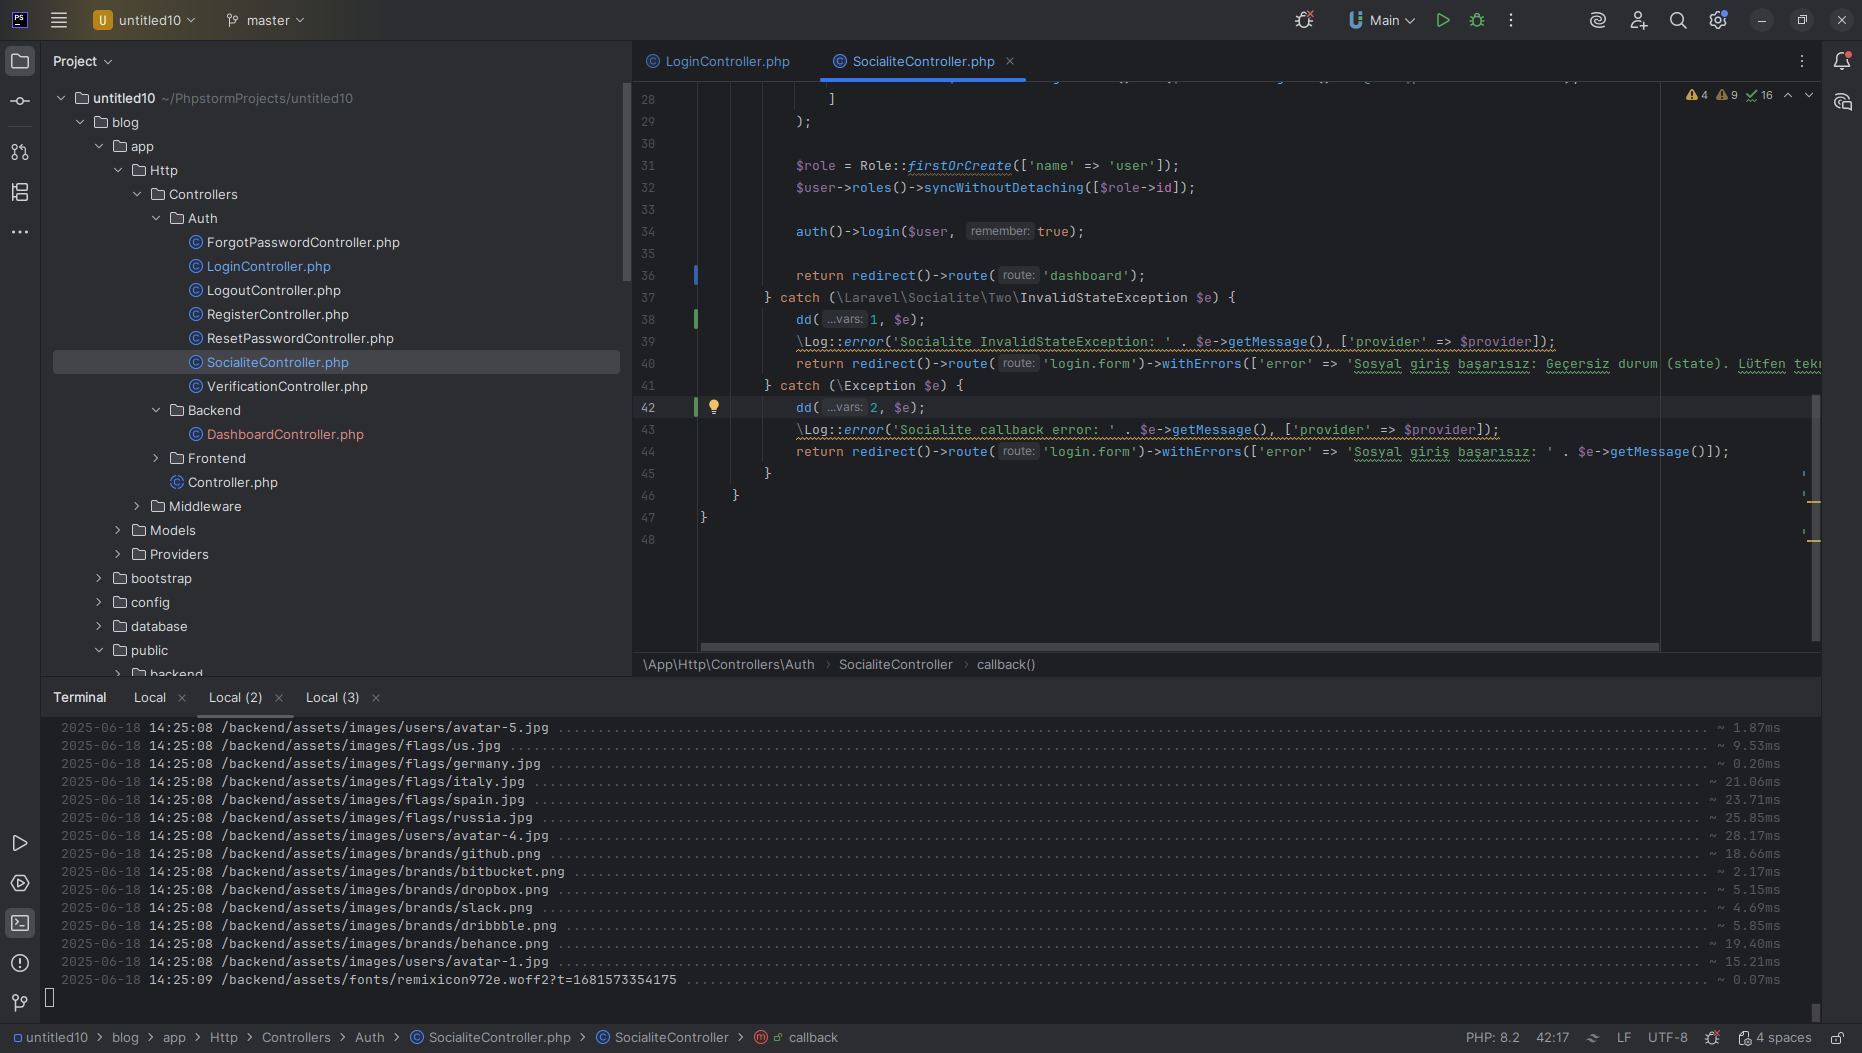 PS
U untitled10
master
Main
Project
untitled10 ~/PhpstormProjects/untitled10
blog
app
Http
Controllers
Auth
ForgotPasswordController.php
LoginController.php
LogoutController.php
RegisterController.php
ResetPasswordController.php
SocialiteController.php
VerificationController.php
Backend
DashboardController.php
Frontend
Controller.php
Middleware
Models
Providers
bootstrap
config
database
public
backend
LoginController.php
SocialiteController.php
4 9 16
28 ]
29 );
30
31 $role = Role::firstOrCreate(['name' => 'user']);
32 $user->roles()->syncWithoutDetaching([$role->id]);
33
34 auth()->login($user, remember: true);
35
36 return redirect()->route( route: 'dashboard');
37 } catch (\Laravel\Socialite\Two\InvalidStateException $e) {
38 dd( ...vars: 1, $e);
39 \Log::error('Socialite InvalidStateException: ' . $e->getMessage(), ['provider' => $provider]);
40 return redirect()->route( route: 'login.form')->withErrors(['error' => 'Sosyal giriş başarısız: Geçersiz durum (state). Lütfen tekr
41 } catch (\Exception $e) {
42 dd( ...vars: 2, $e);
43 \Log::error('Socialite callback error: ' . $e->getMessage(), ['provider' => $provider]);
44 return redirect()->route( route: 'login.form')->withErrors(['error' => 'Sosyal giriş başarısız: ' . $e->getMessage()]);
45 }
46 }
47 }
48
\App\Http\Controllers\Auth › SocialiteController › callback()
Terminal Local Local (2) Local (3)
2025-06-18 14:25:08 /backend/assets/images/users/avatar-5.jpg ~ 1.87ms
2025-06-18 14:25:08 /backend/assets/images/flags/us.jpg ~ 9.53ms
2025-06-18 14:25:08 /backend/assets/images/flags/germany.jpg ~ 0.20ms
2025-06-18 14:25:08 /backend/assets/images/flags/italy.jpg ~ 21.06ms
2025-06-18 14:25:08 /backend/assets/images/flags/spain.jpg ~ 23.71ms
2025-06-18 14:25:08 /backend/assets/images/flags/russia.jpg ~ 25.85ms
2025-06-18 14:25:08 /backend/assets/images/users/avatar-4.jpg ~ 28.17ms
2025-06-18 14:25:08 /backend/assets/images/brands/github.png ~ 18.66ms
2025-06-18 14:25:08 /backend/assets/images/brands/bitbucket.png ~ 2.17ms
2025-06-18 14:25:08 /backend/assets/images/brands/dropbox.png ~ 5.15ms
2025-06-18 14:25:08 /backend/assets/images/brands/slack.png ~ 4.69ms
2025-06-18 14:25:08 /backend/assets/images/brands/dribbble.png ~ 5.85ms
2025-06-18 14:25:08 /backend/assets/images/brands/behance.png ~ 19.40ms
2025-06-18 14:25:08 /backend/assets/images/users/avatar-1.jpg ~ 15.21ms
2025-06-18 14:25:09 /backend/assets/fonts/remixicon972e.woff2?t=1681573354175 ~ 0.07ms
untitled10 › blog › app › Http › Controllers › Auth › SocialiteController.php › SocialiteController › callback
PHP: 8.2 42:17 LF UTF-8 4 spaces